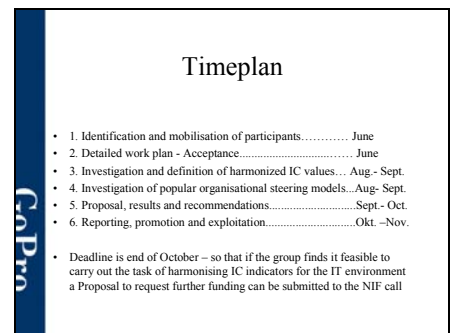 Timeplan
• 1. Identification and mobilisation of participants………… June
• 2. Detailed work plan - Acceptance..............................…… June
• 3. Investigation and definition of harmonized IC values… Aug.- Sept.
• 4. Investigation of popular organisational steering models...Aug- Sept.
• 5. Proposal, results and recommendations.............................Sept.- Oct.
• 6. Reporting, promotion and exploitation..............................Okt. –Nov.
• Deadline is end of October – so that if the group finds it feasible to
carry out the task of harmonising IC indicators for the IT environment
a Proposal to request further funding can be submitted to the NIF call
GoPro